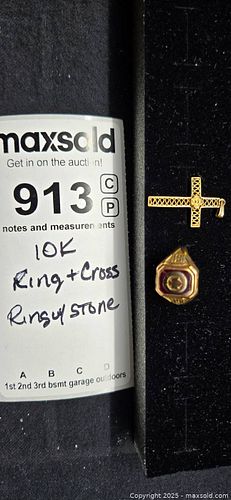 maxsold
Get in on the auction!
913 C
P
notes and measurements
10K
Ring + Cross
Ring w/ stone
A B C D
1st 2nd 3rd bsmt garage outdoors
Copyright 2025 - maxsold.com